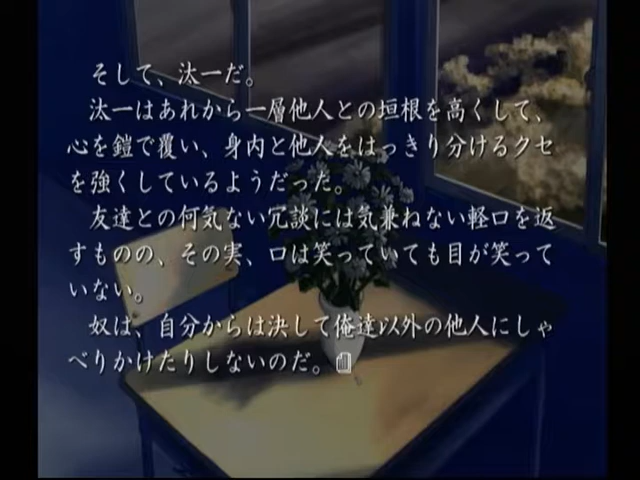 そして、汰一だ。
汰一はあれから一層他人との垣根を高くして、
心を鎧で覆い、身内と他人をはっきり分けるクセ
を強くしているようだった。
友達との何気ない冗談には気兼ねない軽口を返
すものの、その実、口は笑っていても目が笑って
いない。
奴は、自分からは決して俺達以外の他人にしゃ
べりかけたりしないのだ。